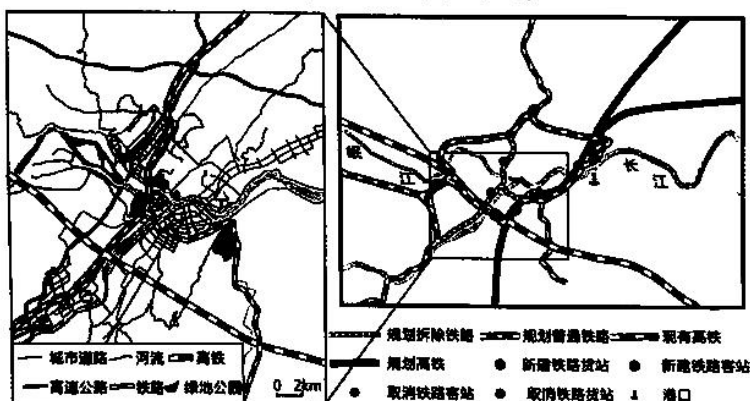 岷
江
长
江
城市道路 河流 高铁
高速公路 铁路 绿地公园
0 2km
规划拆除铁路 规划普通铁路 现有高铁
规划高铁 新建铁路货站 新建铁路客站
取消铁路客站 取消铁路货站 港口